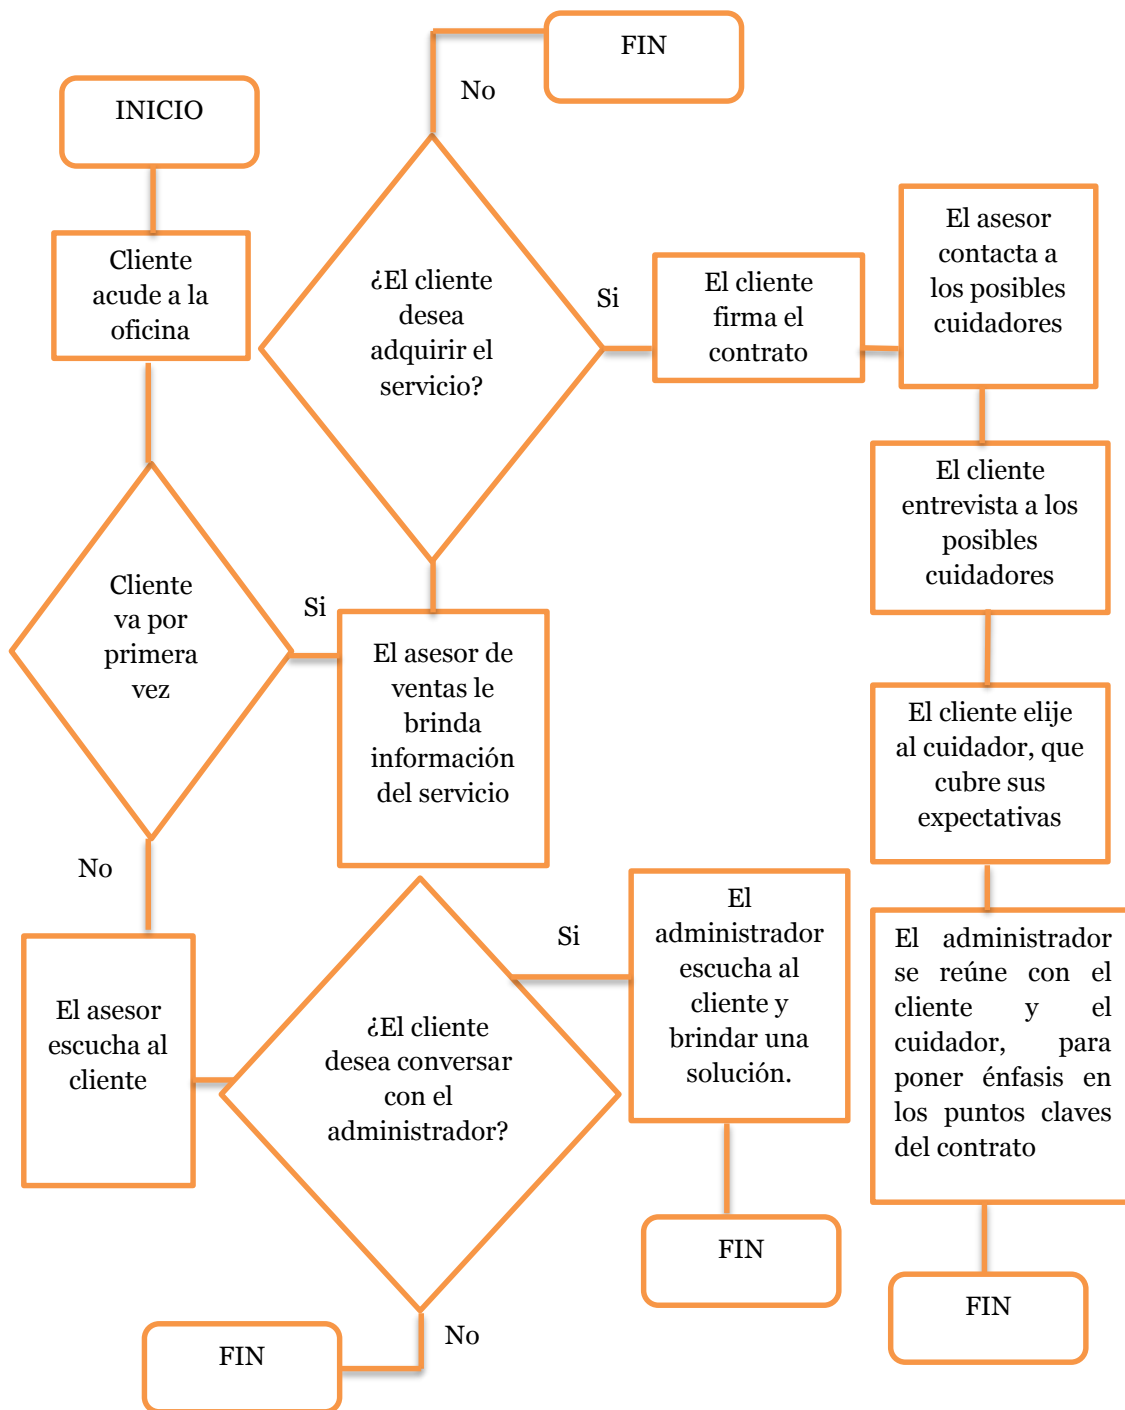 INICIO
Cliente
acude a la
oficina
Cliente
va por
primera
vez
Si
No
El asesor de
ventas le
brinda
información
del servicio
¿El cliente
desea
adquirir el
servicio?
No
FIN
Si
El cliente
firma el
contrato
El asesor
contacta a
los posibles
cuidadores
El cliente
entrevista a los
posibles
cuidadores
El cliente elije
al cuidador, que
cubre sus
expectativas
El administrador
se reúne con el
cliente y el
cuidador, para
poner énfasis en
los puntos claves
del contrato
FIN
El asesor
escucha al
cliente
¿El cliente
desea conversar
con el
administrador?
Si
El
administrador
escucha al
cliente y
brindar una
solución.
FIN
No
FIN